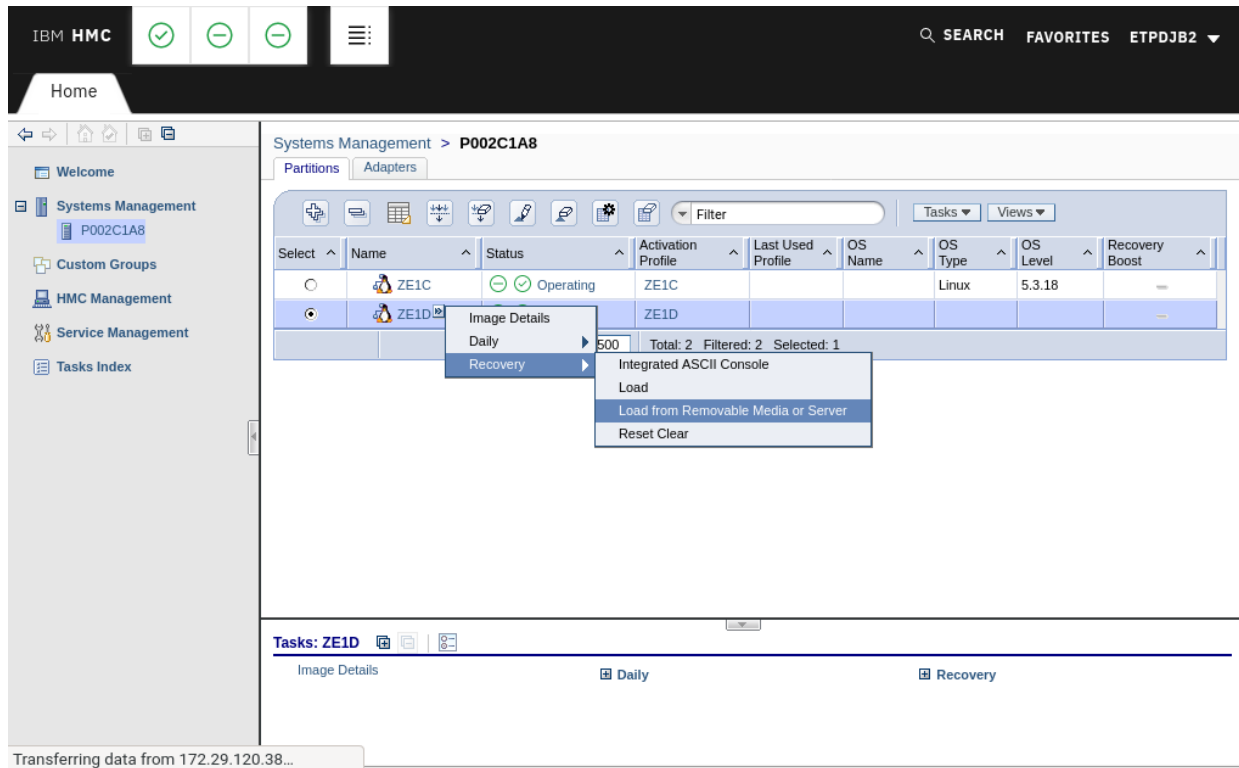 IBM HMC
SEARCH FAVORITES ETPDJB2
Home
Systems Management > P002C1A8
Partitions Adapters
Welcome
Systems Management
P002C1A8
Custom Groups
HMC Management
Service Management
Tasks Index
Filter Tasks Views
Select Name Status Activation Profile Last Used Profile OS Name OS Type OS Level Recovery Boost
ZE1C Operating ZE1C Linux 5.3.18
ZE1D ZE1D
500 Total: 2 Filtered: 2 Selected: 1
Image Details
Daily
Recovery
Integrated ASCII Console
Load
Load from Removable Media or Server
Reset Clear
Tasks: ZE1D
Image Details Daily Recovery
Transferring data from 172.29.120.38...